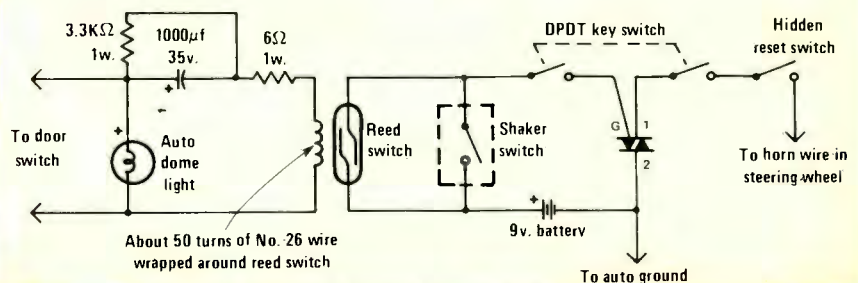 3.3KΩ
1w.
1000µf
35v.
6Ω
1w.
DPDT key switch
Hidden
reset switch
To door
switch
+
Auto
dome
light
+
-
Reed
switch
Shaker
switch
G
1
2
To horn wire in
steering wheel
About 50 turns of No. 26 wire
wrapped around reed switch
+
9v. battery
To auto ground